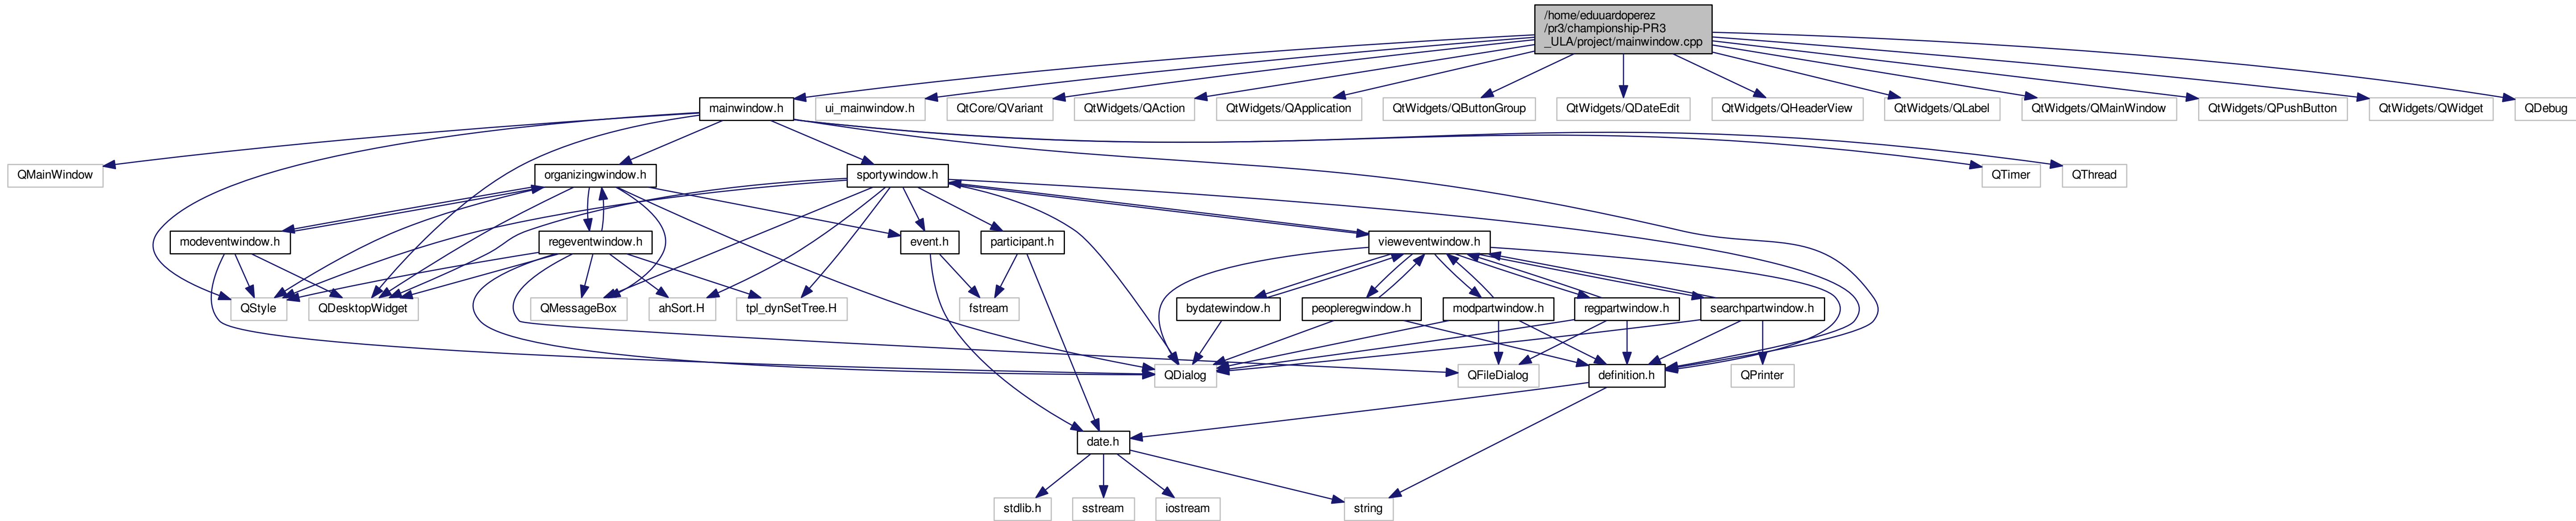 /home/eduuardoperez
/pr3/championship-PR3
_ULA/project/mainwindow.cpp
mainwindow.h
ui_mainwindow.h
QtCore/QVariant
QtWidgets/QAction
QtWidgets/QApplication
QtWidgets/QButtonGroup
QtWidgets/QDateEdit
QtWidgets/QHeaderView
QtWidgets/QLabel
QtWidgets/QMainWindow
QtWidgets/QPushButton
QtWidgets/QWidget
QDebug
QMainWindow
organizingwindow.h
sportywindow.h
QTimer
QThread
modeventwindow.h
regeventwindow.h
event.h
participant.h
vieweventwindow.h
QStyle
QDesktopWidget
QMessageBox
ahSort.H
tpl_dynSetTree.H
fstream
bydatewindow.h
peopleregwindow.h
modpartwindow.h
regpartwindow.h
searchpartwindow.h
QDialog
QFileDialog
definition.h
QPrinter
date.h
stdlib.h
sstream
iostream
string